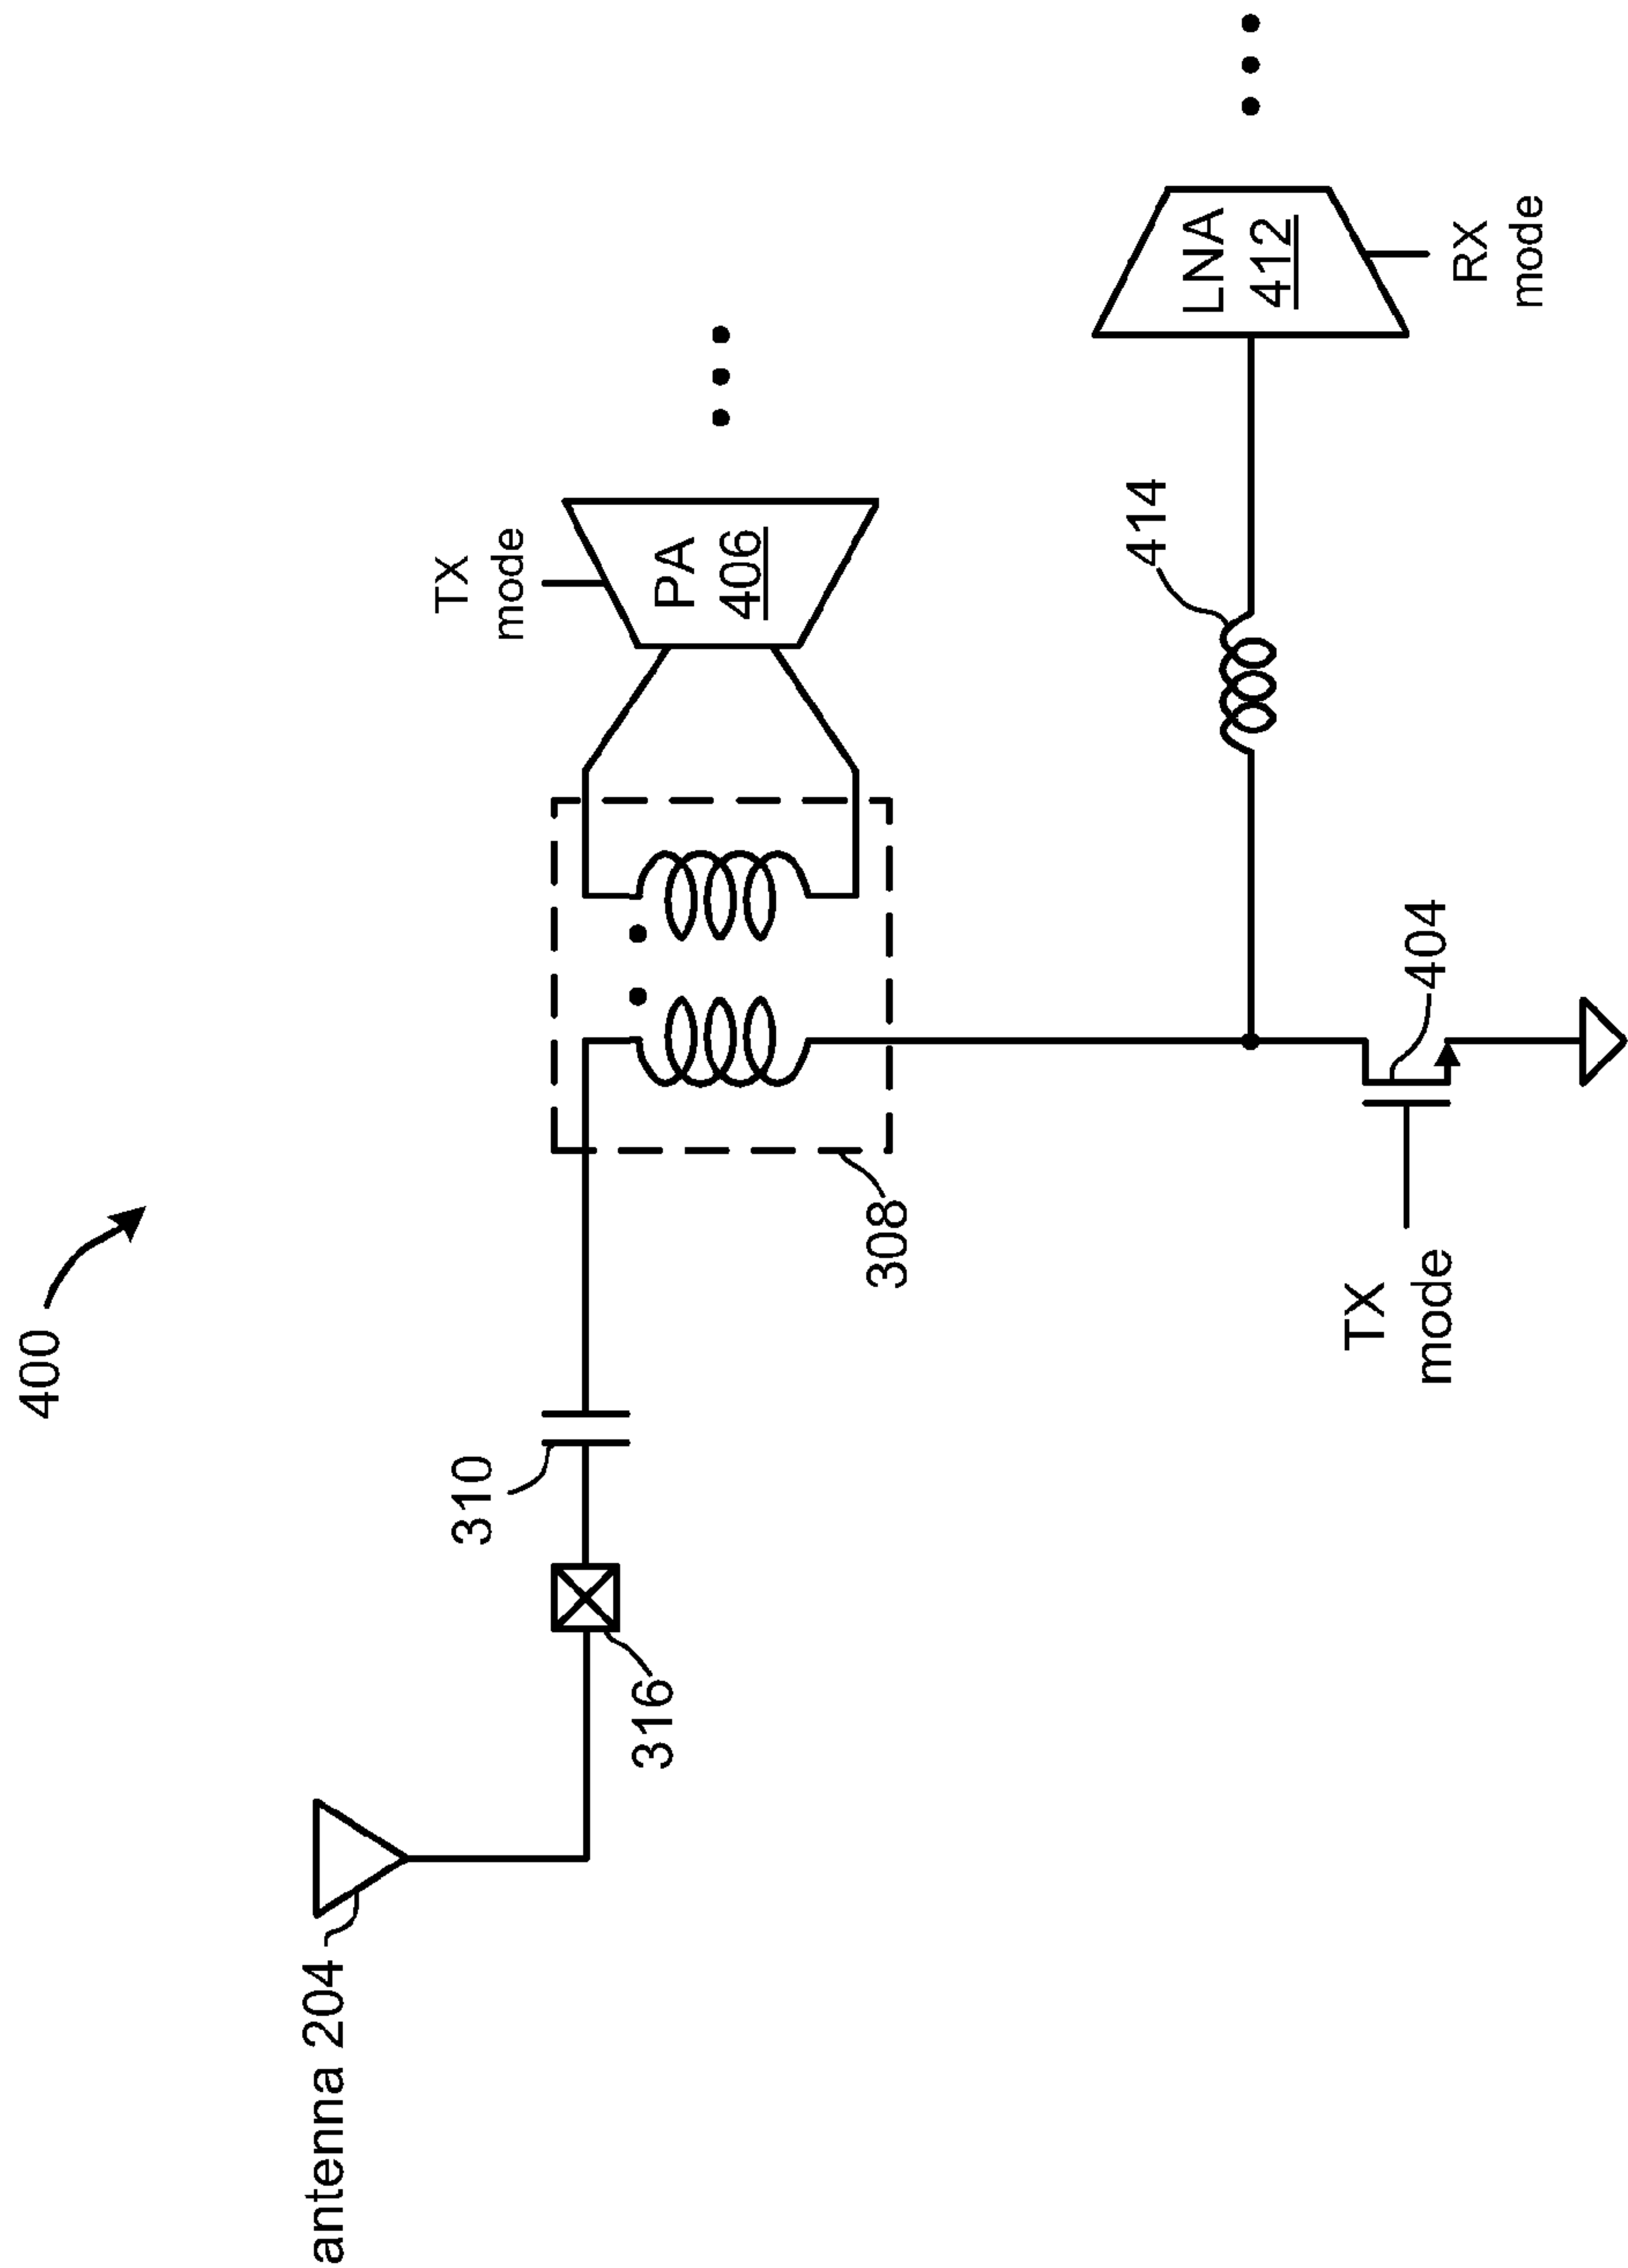 400
antenna 204
316
310
308
TX
mode
PA
406
TX
mode
404
414
LNA
412
RX
mode